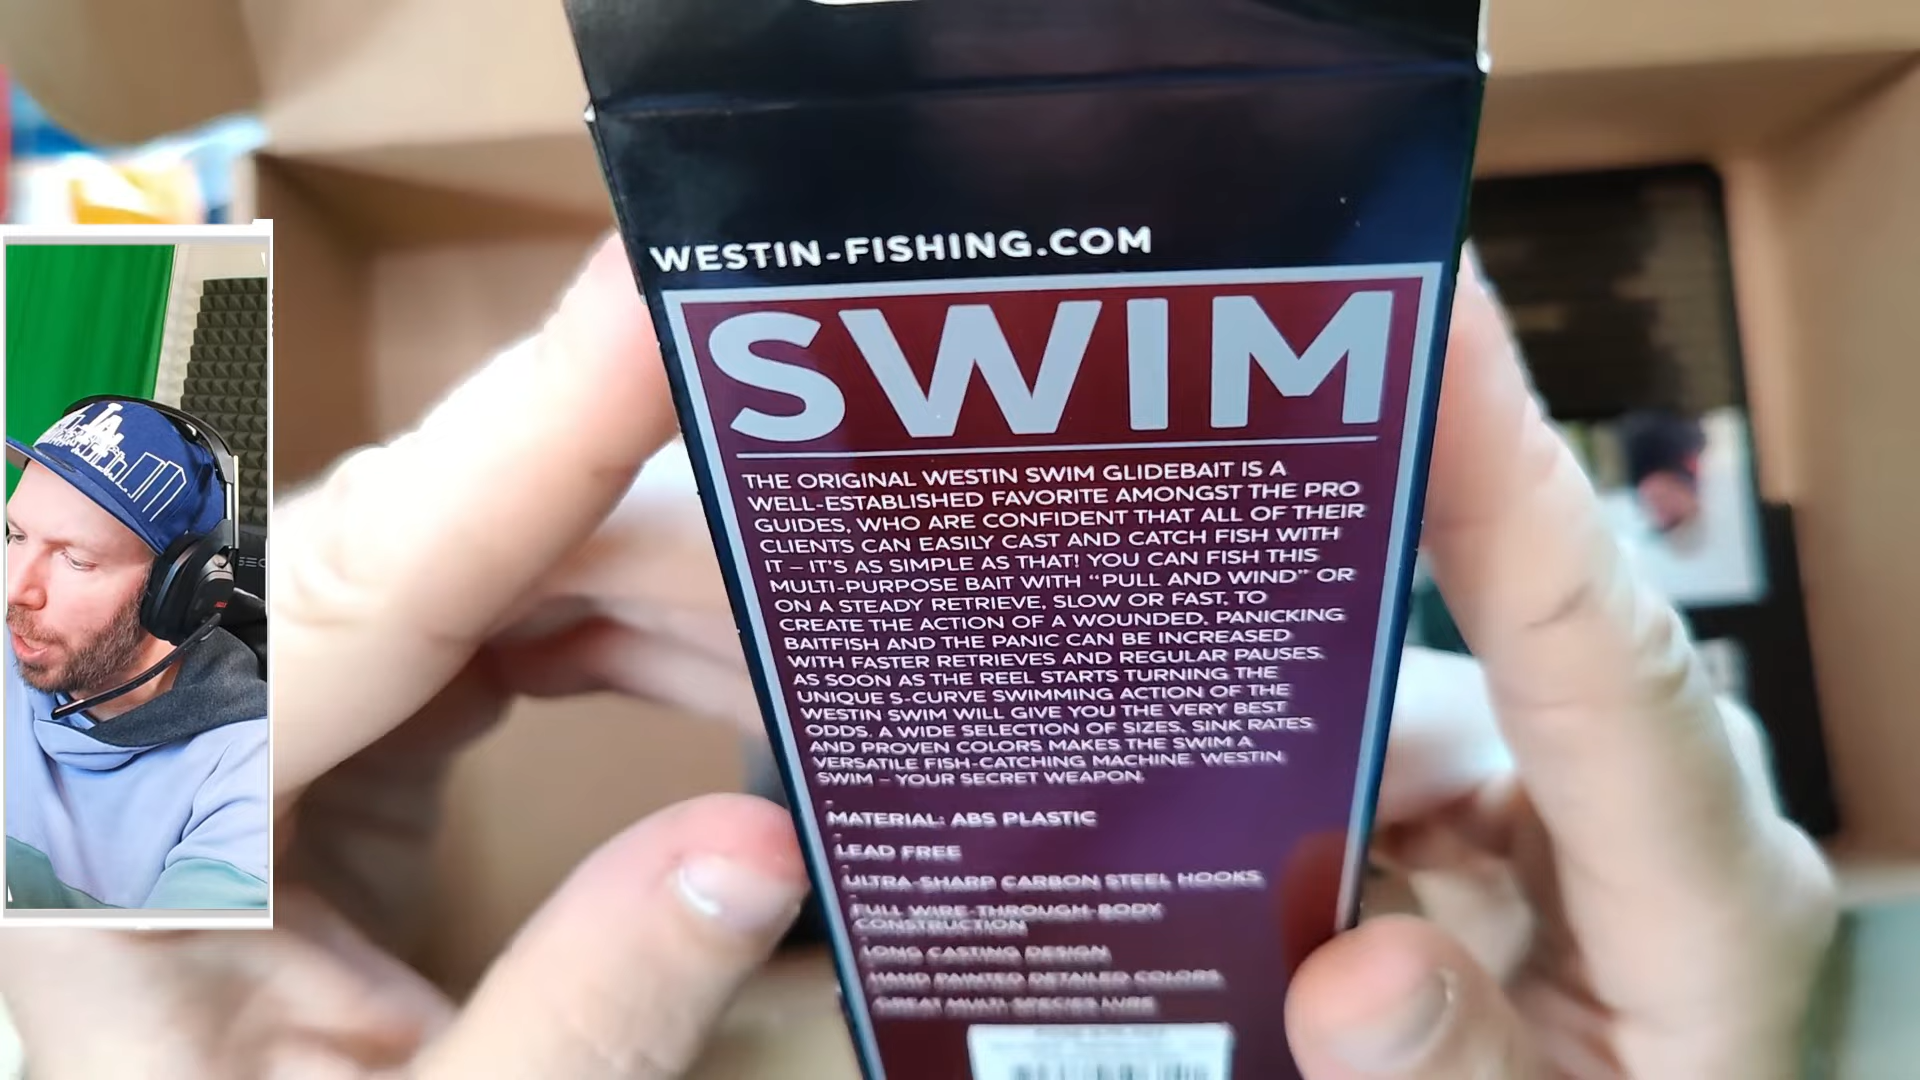 WESTIN-FISHING.COM
SWIM
THE ORIGINAL WESTIN SWIM GLIDEBAIT IS A
WELL-ESTABLISHED FAVORITE AMONGST THE PRO
GUIDES, WHO ARE CONFIDENT THAT ALL OF THEIR
CLIENTS CAN EASILY CAST AND CATCH FISH WITH
IT – IT'S AS SIMPLE AS THAT! YOU CAN FISH THIS
MULTI-PURPOSE BAIT WITH “PULL AND WIND” OR
ON A STEADY RETRIEVE, SLOW OR FAST, TO
CREATE THE ACTION OF A WOUNDED, PANICKING
BAITFISH AND THE PANIC CAN BE INCREASED
WITH FASTER RETRIEVES AND REGULAR PAUSES.
AS SOON AS THE REEL STARTS TURNING THE
UNIQUE S-CURVE SWIMMING ACTION OF THE
WESTIN SWIM WILL GIVE YOU THE VERY BEST
ODDS. A WIDE SELECTION OF SIZES, SINK RATES
AND PROVEN COLORS MAKES THE SWIM A
VERSATILE FISH-CATCHING MACHINE. WESTIN
SWIM – YOUR SECRET WEAPON.
MATERIAL: ABS PLASTIC
LEAD FREE
ULTRA-SHARP CARBON STEEL HOOKS
FULL WIRE-THROUGH-BODY
CONSTRUCTION
LONG CASTING DESIGN
HAND PAINTED DETAILED COLORS
GREAT MULTI-SPECIES LURE
LA